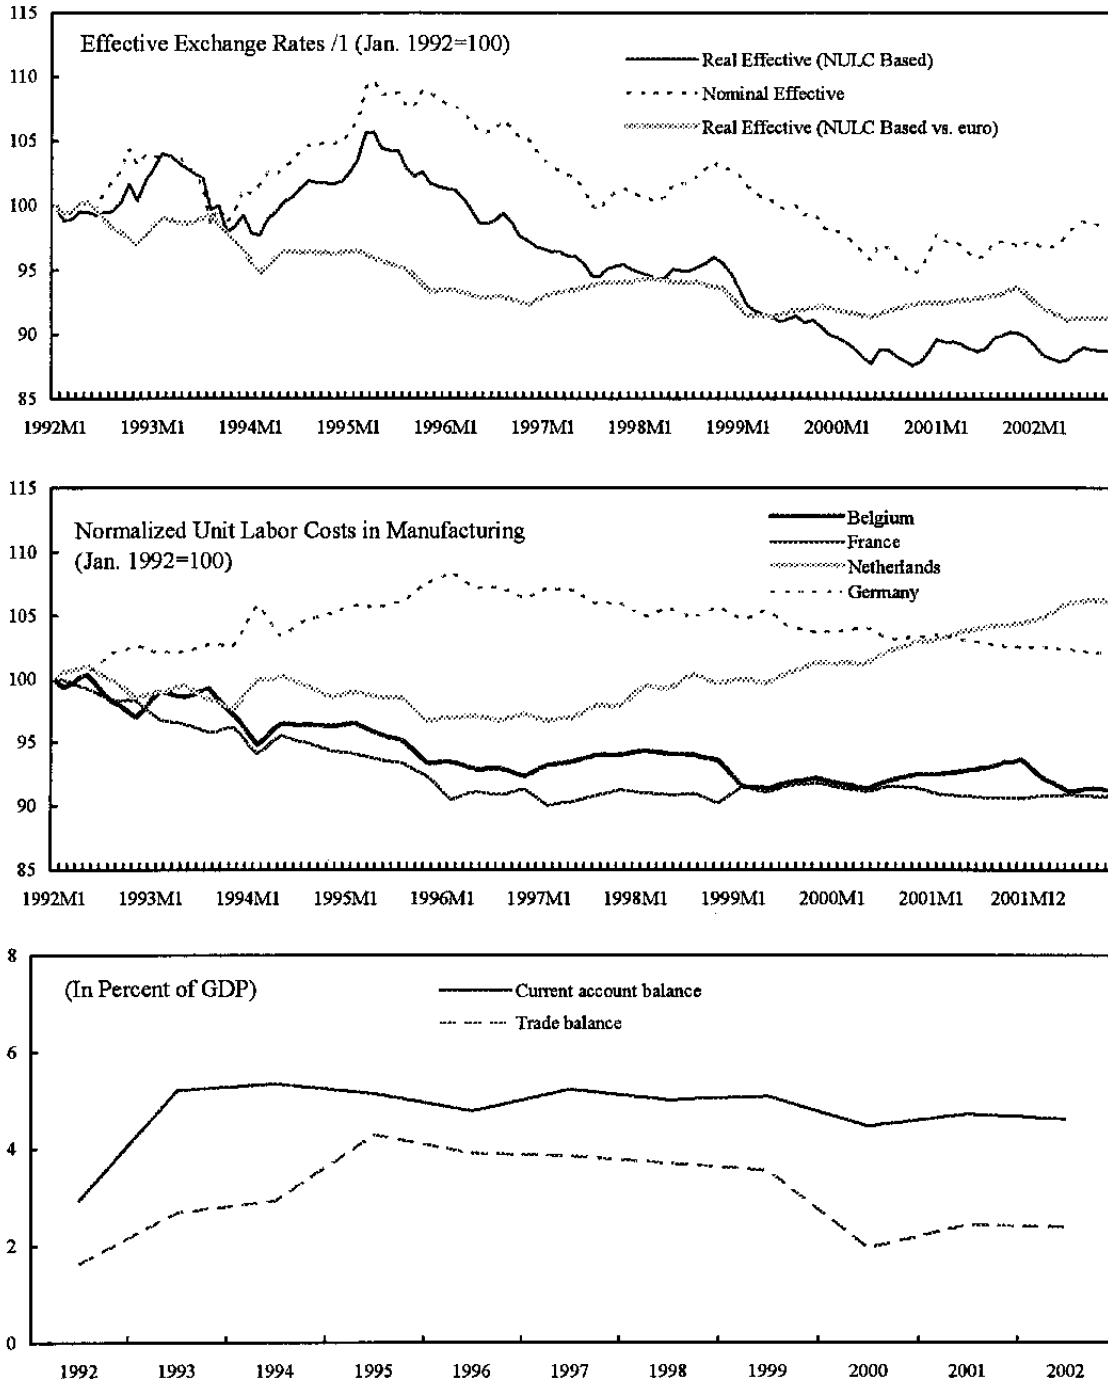 115
Effective Exchange Rates /1 (Jan. 1992=100)
Real Effective (NULC Based)
110
Nominal Effective
Real Effective (NULC Based vs. euro)
105
100
95
90
85
1992M1 1993M1 1994M1 1995M1 1996M1 1997M1 1998M1 1999M1 2000M1 2001M1 2002M1
115
Normalized Unit Labor Costs in Manufacturing
(Jan. 1992=100)
Belgium
France
Netherlands
Germany
110
105
100
95
90
85
1992M1 1993M1 1994M1 1995M1 1996M1 1997M1 1998M1 1999M1 2000M1 2001M1 2001M12
8
(In Percent of GDP)
Current account balance
Trade balance
6
4
2
0
1992 1993 1994 1995 1996 1997 1998 1999 2000 2001 2002